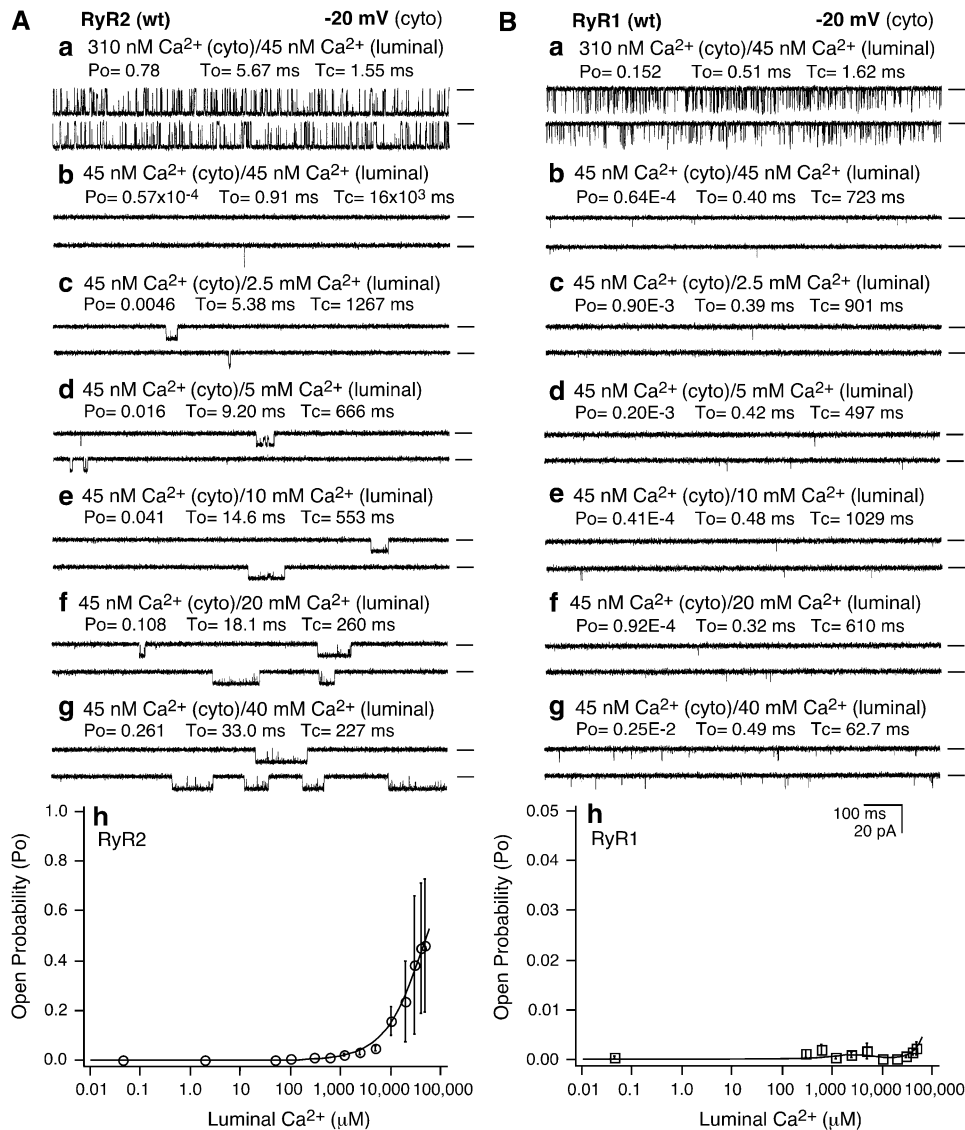 A RyR2 (wt) -20 mV (cyto)
a 310 nM Ca2+ (cyto)/45 nM Ca2+ (luminal)
Po= 0.78 To= 5.67 ms Tc= 1.55 ms
b 45 nM Ca2+ (cyto)/45 nM Ca2+ (luminal)
Po= 0.57x10-4 To= 0.91 ms Tc= 16x103 ms
c 45 nM Ca2+ (cyto)/2.5 mM Ca2+ (luminal)
Po= 0.0046 To= 5.38 ms Tc= 1267 ms
d 45 nM Ca2+ (cyto)/5 mM Ca2+ (luminal)
Po= 0.016 To= 9.20 ms Tc= 666 ms
e 45 nM Ca2+ (cyto)/10 mM Ca2+ (luminal)
Po= 0.041 To= 14.6 ms Tc= 553 ms
f 45 nM Ca2+ (cyto)/20 mM Ca2+ (luminal)
Po= 0.108 To= 18.1 ms Tc= 260 ms
g 45 nM Ca2+ (cyto)/40 mM Ca2+ (luminal)
Po= 0.261 To= 33.0 ms Tc= 227 ms
h
RyR2
Open Probability (Po)
1.0
0.8
0.6
0.4
0.2
0.0
0.01 0.1 1.0 10 100 1,000 10,000 100,000
Luminal Ca2+ (µM)
B RyR1 (wt) -20 mV (cyto)
a 310 nM Ca2+ (cyto)/45 nM Ca2+ (luminal)
Po= 0.152 To= 0.51 ms Tc= 1.62 ms
b 45 nM Ca2+ (cyto)/45 nM Ca2+ (luminal)
Po= 0.64E-4 To= 0.40 ms Tc= 723 ms
c 45 nM Ca2+ (cyto)/2.5 mM Ca2+ (luminal)
Po= 0.90E-3 To= 0.39 ms Tc= 901 ms
d 45 nM Ca2+ (cyto)/5 mM Ca2+ (luminal)
Po= 0.20E-3 To= 0.42 ms Tc= 497 ms
e 45 nM Ca2+ (cyto)/10 mM Ca2+ (luminal)
Po= 0.41E-4 To= 0.48 ms Tc= 1029 ms
f 45 nM Ca2+ (cyto)/20 mM Ca2+ (luminal)
Po= 0.92E-4 To= 0.32 ms Tc= 610 ms
g 45 nM Ca2+ (cyto)/40 mM Ca2+ (luminal)
Po= 0.25E-2 To= 0.49 ms Tc= 62.7 ms
h
RyR1
100 ms
20 pA
Open Probability (Po)
0.05
0.04
0.03
0.02
0.01
0.00
0.01 0.1 1.0 10 100 1,000 10,000 100,000
Luminal Ca2+ (µM)